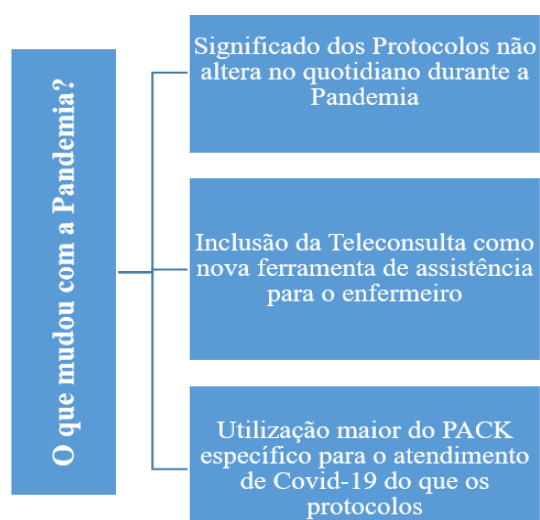 O que mudou com a Pandemia?
Significado dos Protocolos não
altera no quotidiano durante a
Pandemia
Inclusão da Teleconsulta como
nova ferramenta de assistência
para o enfermeiro
Utilização maior do PACK
específico para o atendimento
de Covid-19 do que os
protocolos